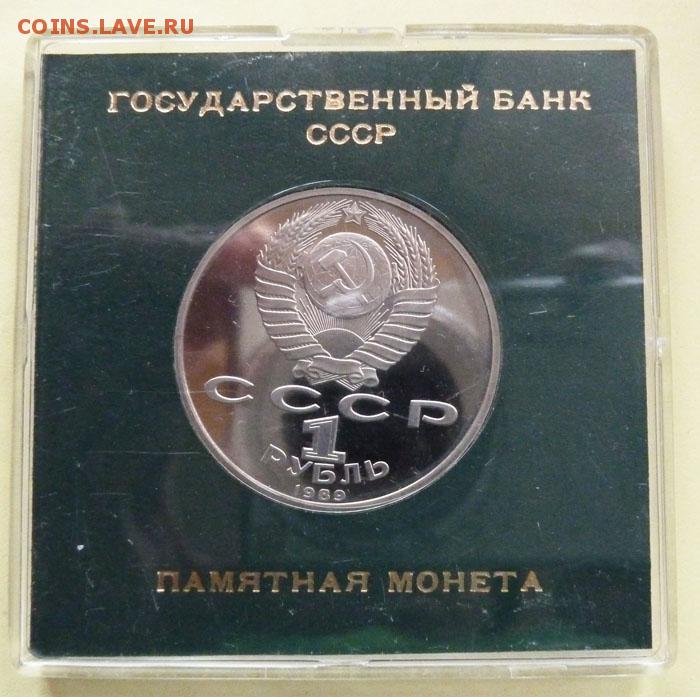 COINS.LAVE.RU
ГОСУДАРСТВЕННЫЙ БАНК
СССР
СССР
1
РУБЛЬ
1989
ПАМЯТНАЯ МОНЕТА